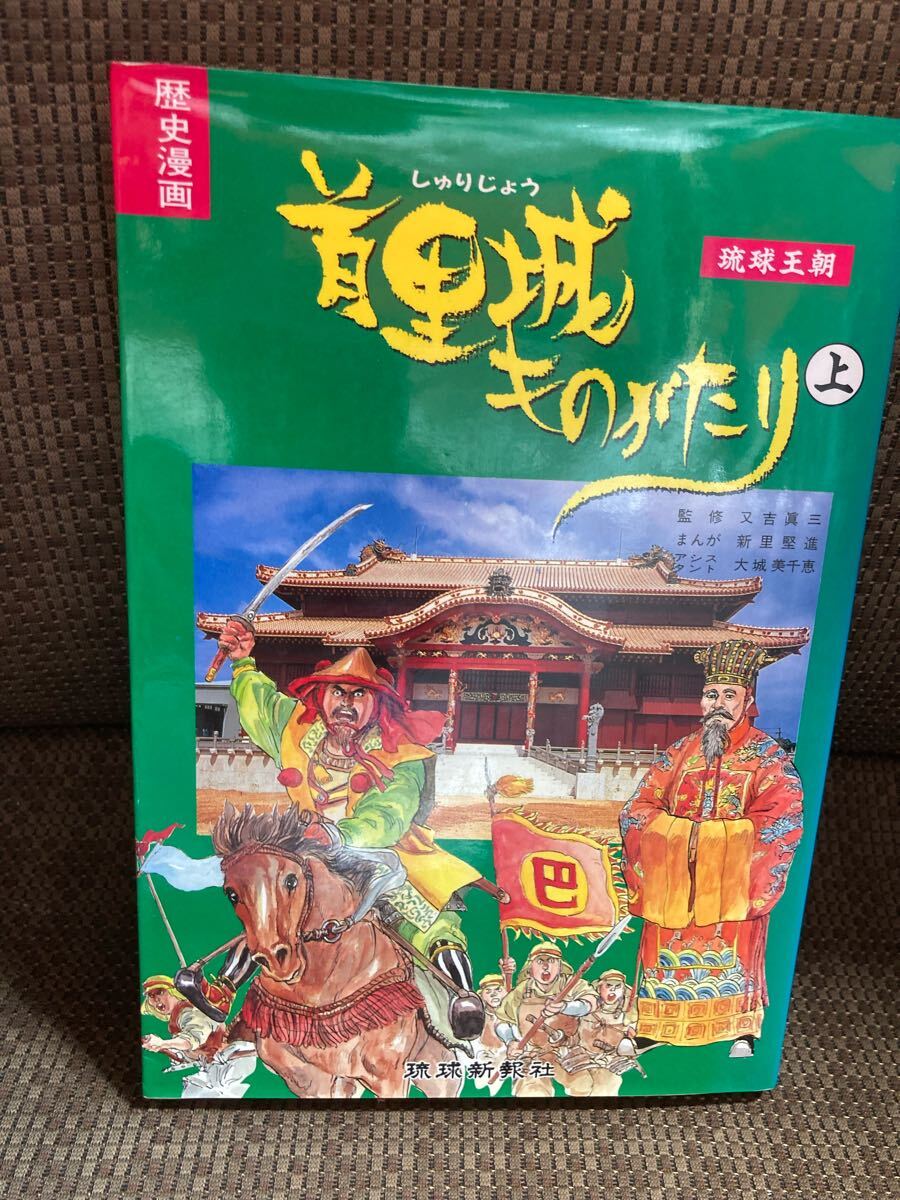 歴史漫画
しゅりじょう
首里城
ものがたり
上
琉球王朝
監修 又吉眞三
まんが 新里堅進
アシスタント 大城美千恵
巴
琉球新報社